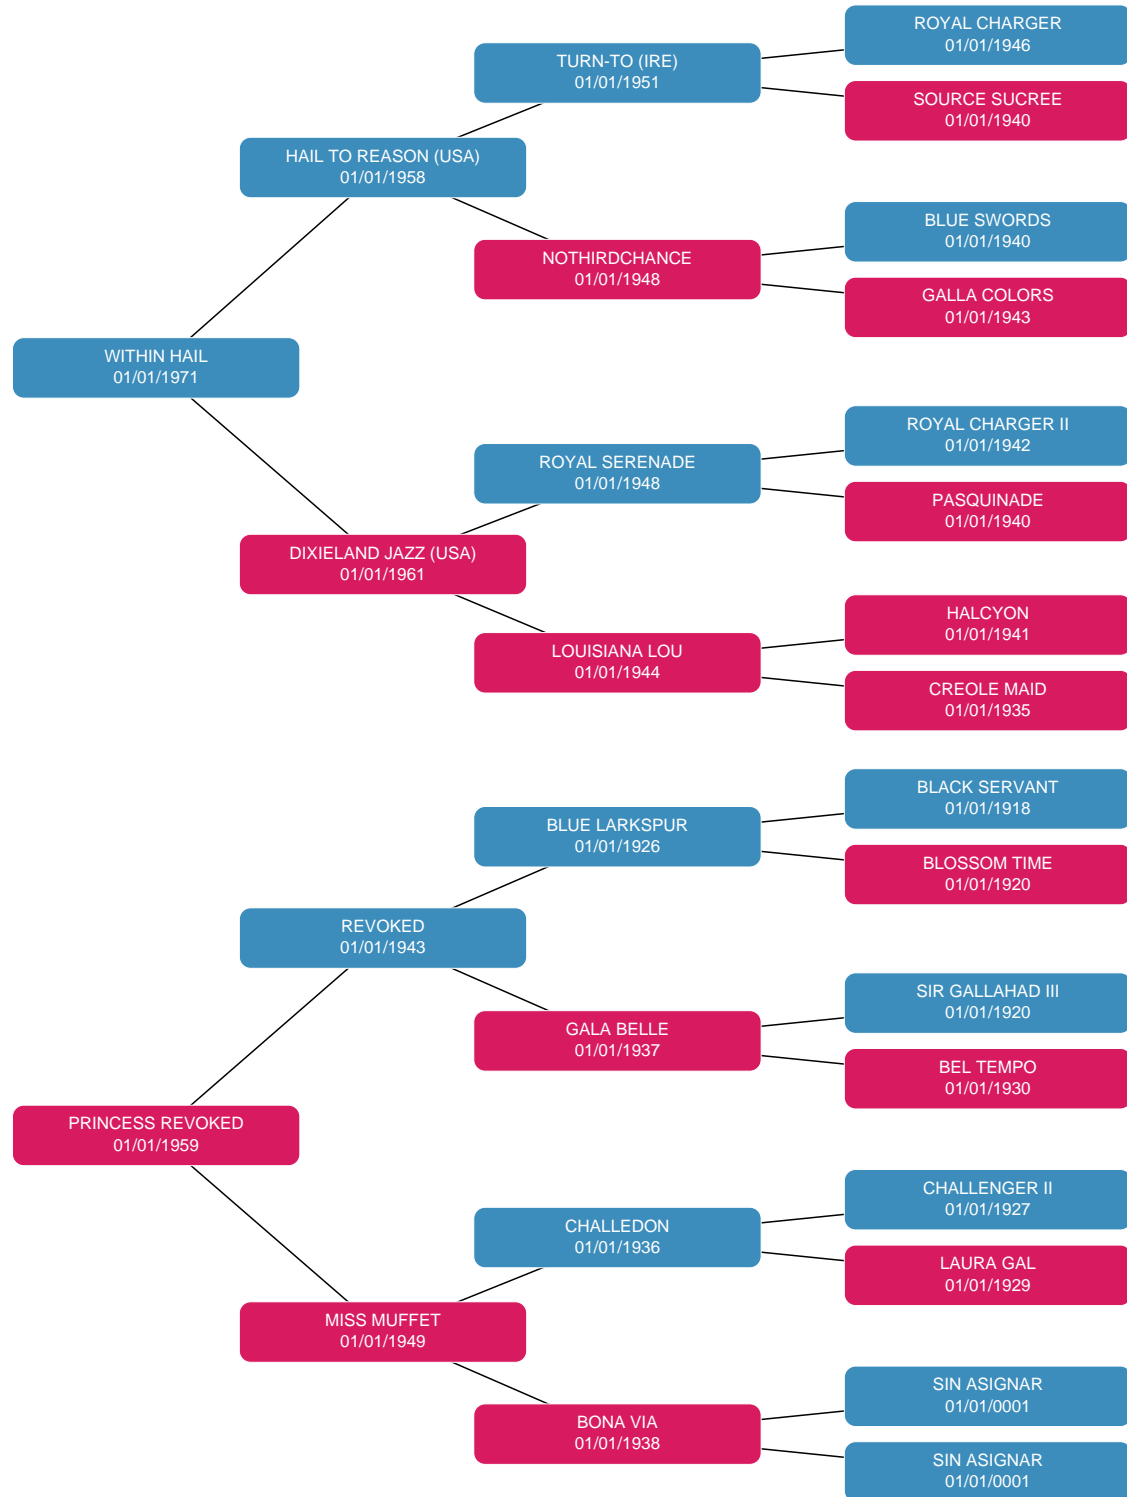 ROYAL CHARGER
01/01/1946
TURN-TO (IRE)
01/01/1951
SOURCE SUCREE
01/01/1940
HAIL TO REASON (USA)
01/01/1958
BLUE SWORDS
01/01/1940
NOTHIRDCHANCE
01/01/1948
GALLA COLORS
01/01/1943
WITHIN HAIL
01/01/1971
ROYAL CHARGER II
01/01/1942
ROYAL SERENADE
01/01/1948
PASQUINADE
01/01/1940
DIXIELAND JAZZ (USA)
01/01/1961
HALCYON
01/01/1941
LOUISIANA LOU
01/01/1944
CREOLE MAID
01/01/1935
BLACK SERVANT
01/01/1918
BLUE LARKSPUR
01/01/1926
BLOSSOM TIME
01/01/1920
REVOKED
01/01/1943
SIR GALLAHAD III
01/01/1920
GALA BELLE
01/01/1937
BEL TEMPO
01/01/1930
PRINCESS REVOKED
01/01/1959
CHALLENGER II
01/01/1927
CHALLEDON
01/01/1936
LAURA GAL
01/01/1929
MISS MUFFET
01/01/1949
SIN ASIGNAR
01/01/0001
BONA VIA
01/01/1938
SIN ASIGNAR
01/01/0001